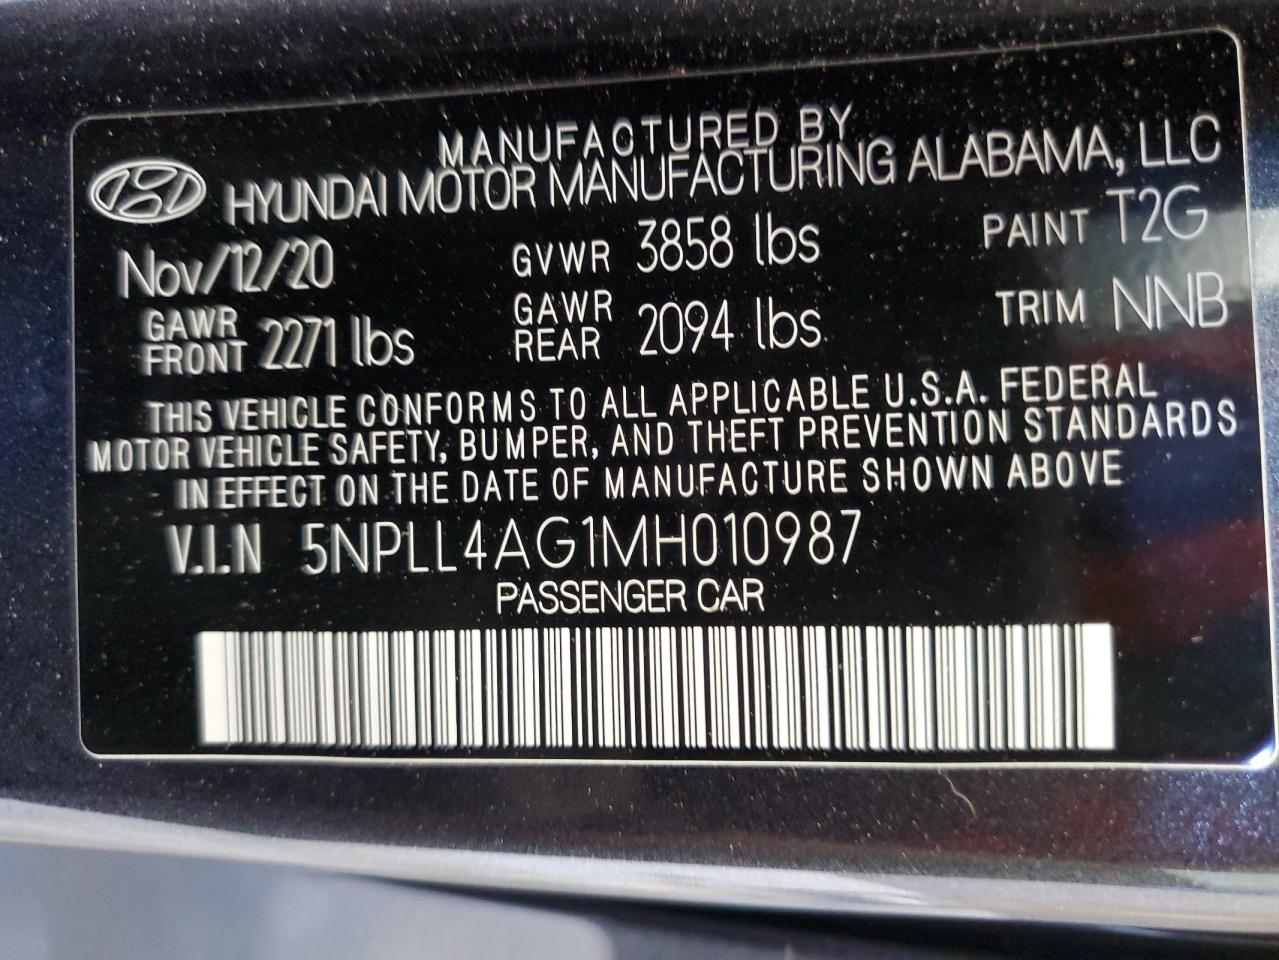 MANUFACTURED BY
HYUNDAI MOTOR MANUFACTURING ALABAMA, LLC
Nov/12/20 GVWR 3858 lbs PAINT T2G
GAWR FRONT 2271 lbs GAWR REAR 2094 lbs TRIM NNB
THIS VEHICLE CONFORMS TO ALL APPLICABLE U.S.A. FEDERAL
MOTOR VEHICLE SAFETY, BUMPER, AND THEFT PREVENTION STANDARDS
IN EFFECT ON THE DATE OF MANUFACTURE SHOWN ABOVE
V.I.N 5NPLL4AG1MH010987
PASSENGER CAR